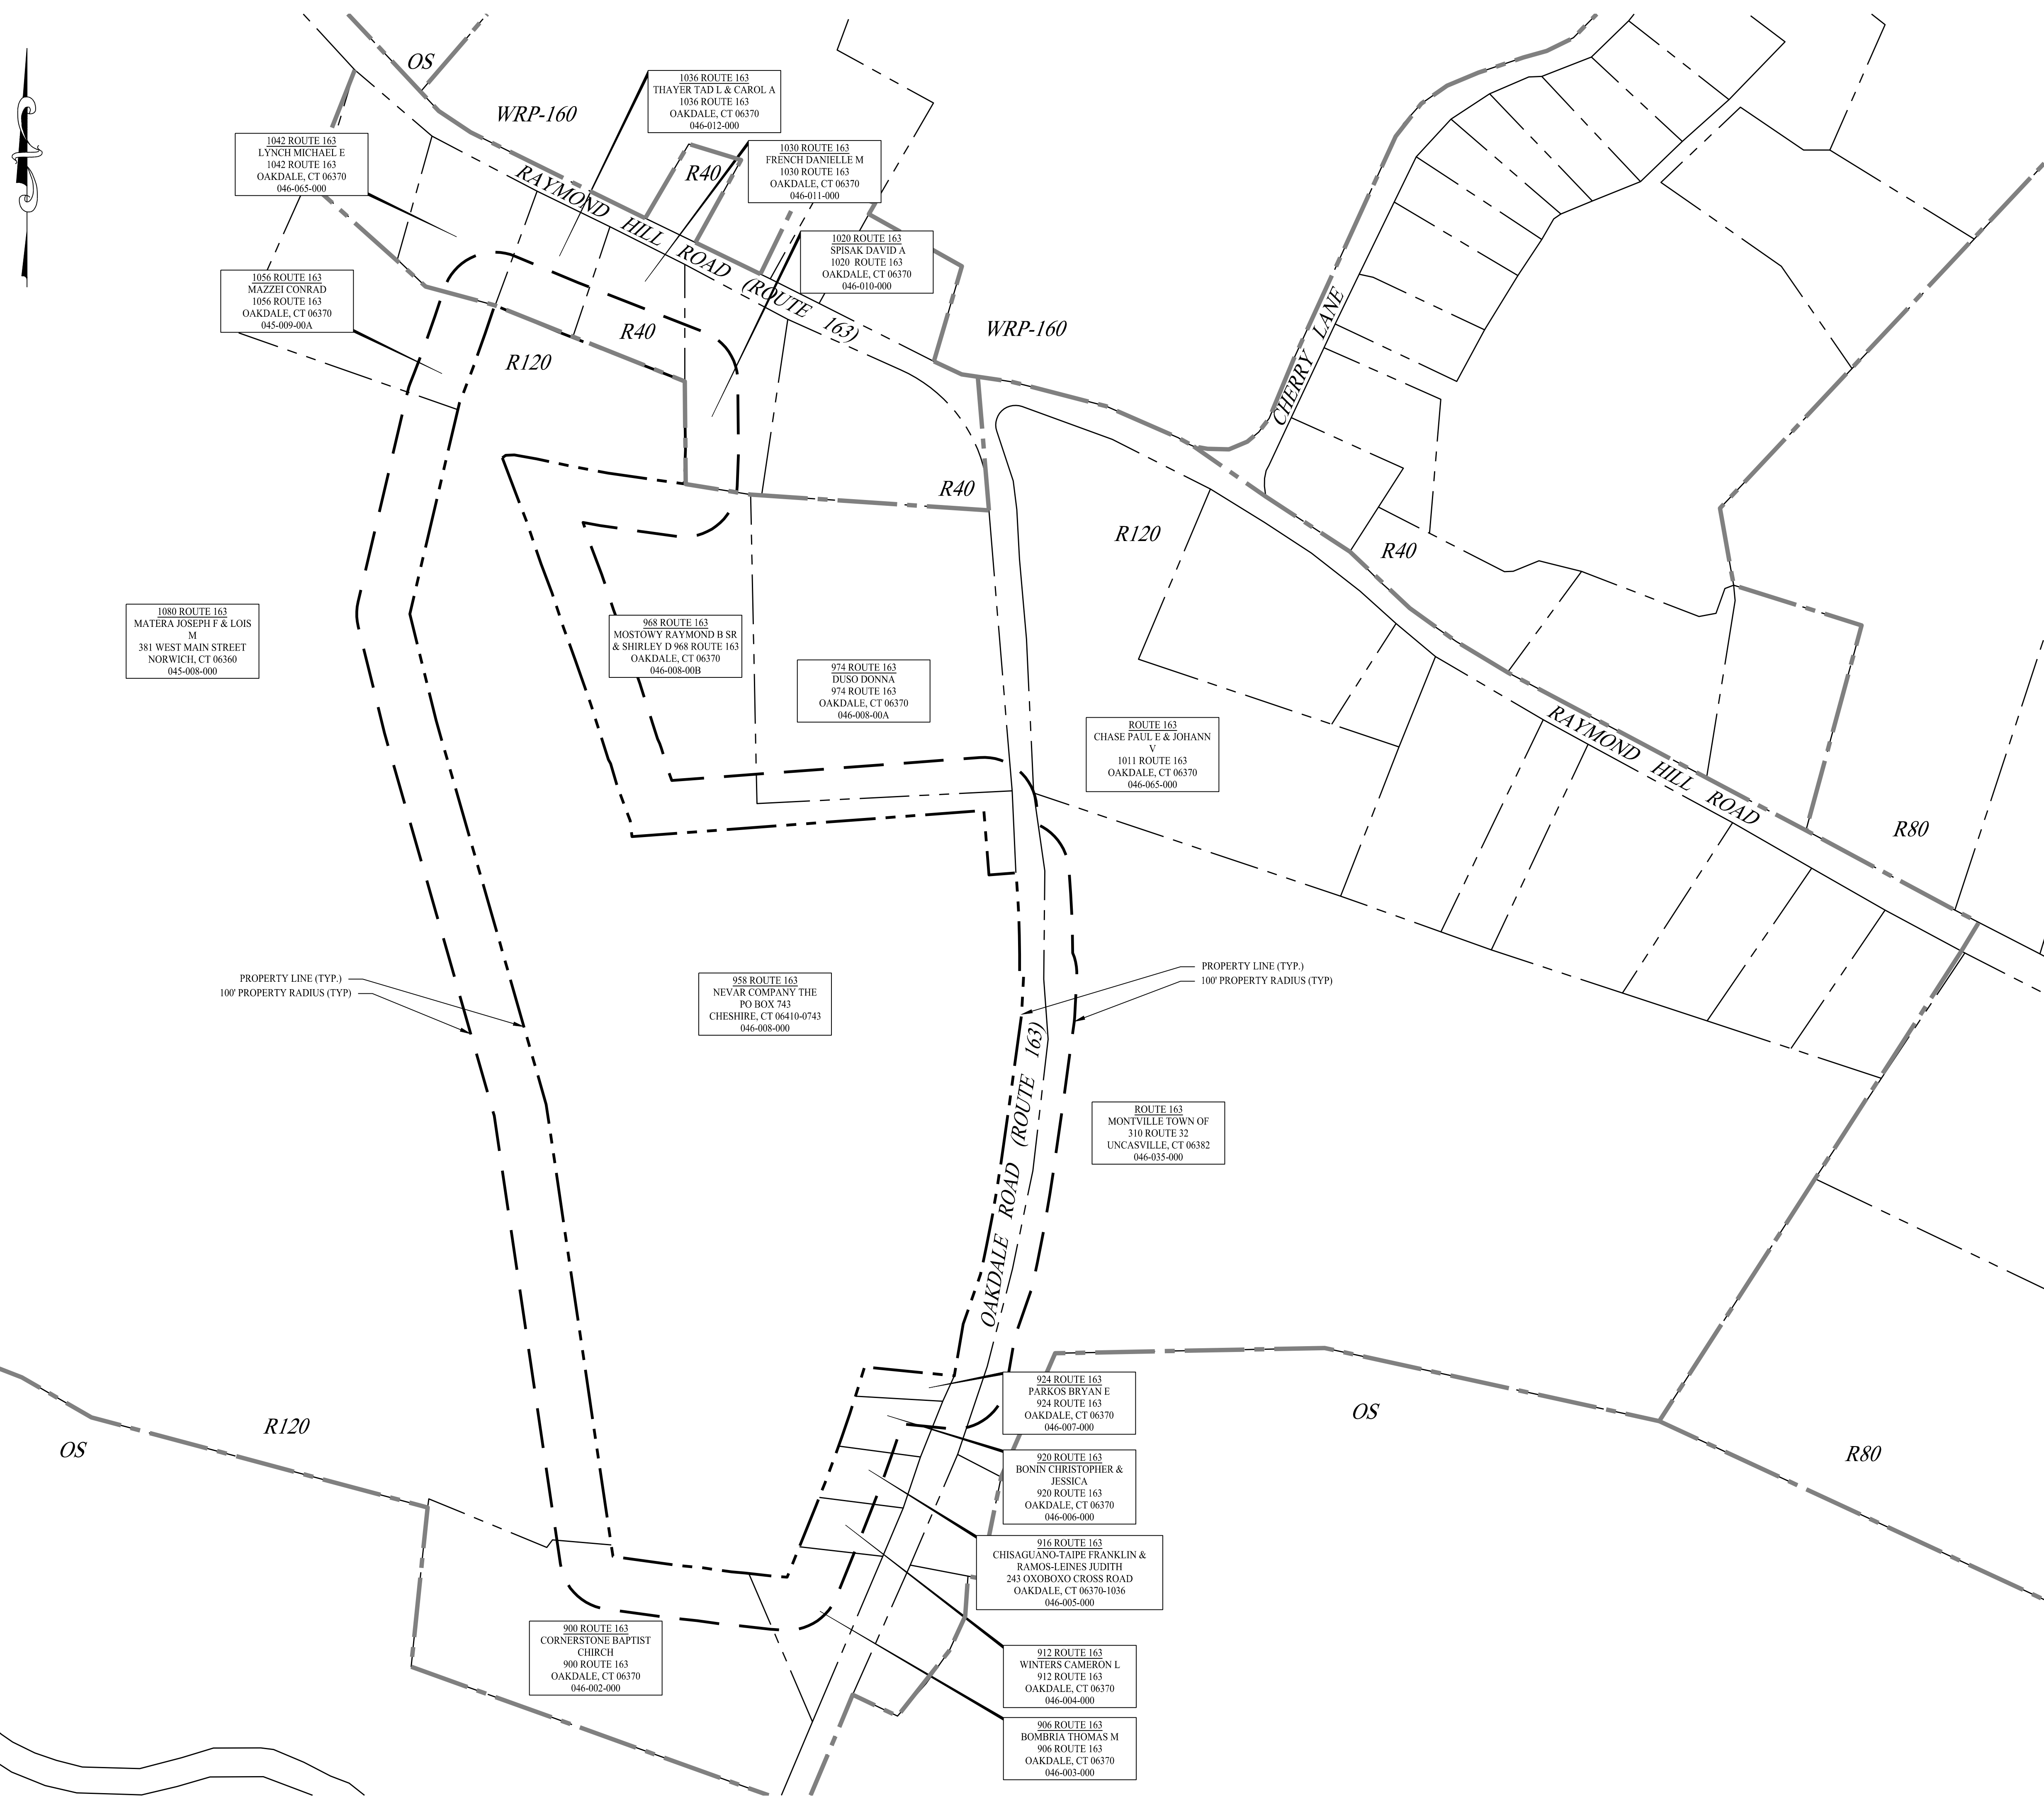 OS
WRP-160
1036 ROUTE 163
THAYER TAD L & CAROL A
1036 ROUTE 163
OAKDALE, CT 06370
046-012-000
1042 ROUTE 163
LYNCH MICHAEL E
1042 ROUTE 163
OAKDALE, CT 06370
046-065-000
R40
1030 ROUTE 163
FRENCH DANIELLE M
1030 ROUTE 163
OAKDALE, CT 06370
046-011-000
RAYMOND HILL ROAD (ROUTE 163)
1020 ROUTE 163
SPISAK DAVID A
1020 ROUTE 163
OAKDALE, CT 06370
046-010-000
1056 ROUTE 163
MAZZEI CONRAD
1056 ROUTE 163
OAKDALE, CT 06370
045-009-00A
R40
R120
WRP-160
CHERRY LANE
R40
R120
R40
1080 ROUTE 163
MATERA JOSEPH F & LOIS
M
381 WEST MAIN STREET
NORWICH, CT 06360
045-008-000
968 ROUTE 163
MOSTOWY RAYMOND B SR
& SHIRLEY D 968 ROUTE 163
OAKDALE, CT 06370
046-008-00B
974 ROUTE 163
DUSO DONNA
974 ROUTE 163
OAKDALE, CT 06370
046-008-00A
ROUTE 163
CHASE PAUL E & JOHANN
V
1011 ROUTE 163
OAKDALE, CT 06370
046-065-000
RAYMOND HILL ROAD
R80
PROPERTY LINE (TYP.)
100' PROPERTY RADIUS (TYP)
958 ROUTE 163
NEVAR COMPANY THE
PO BOX 743
CHESHIRE, CT 06410-0743
046-008-000
PROPERTY LINE (TYP.)
100' PROPERTY RADIUS (TYP)
OAKDALE ROAD (ROUTE 163)
ROUTE 163
MONTVILLE TOWN OF
310 ROUTE 32
UNCASVILLE, CT 06382
046-035-000
924 ROUTE 163
PARKOS BRYAN E
924 ROUTE 163
OAKDALE, CT 06370
046-007-000
OS
R120
OS
R80
920 ROUTE 163
BONIN CHRISTOPHER &
JESSICA
920 ROUTE 163
OAKDALE, CT 06370
046-006-000
916 ROUTE 163
CHISAGUANO-TAIPE FRANKLIN &
RAMOS-LEINES JUDITH
243 OXOBOXO CROSS ROAD
OAKDALE, CT 06370-1036
046-005-000
900 ROUTE 163
CORNERSTONE BAPTIST
CHIRCH
900 ROUTE 163
OAKDALE, CT 06370
046-002-000
912 ROUTE 163
WINTERS CAMERON L
912 ROUTE 163
OAKDALE, CT 06370
046-004-000
906 ROUTE 163
BOMBRIA THOMAS M
906 ROUTE 163
OAKDALE, CT 06370
046-003-000